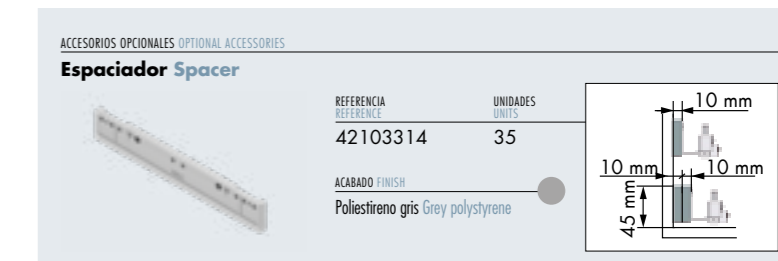 ACCESORIOS OPCIONALES OPTIONAL ACCESSORIES
Espaciador Spacer
REFERENCIA
REFERENCE
UNIDADES
UNITS
42103314
35
ACABADO FINISH
Poliestireno gris Grey polystyrene
10 mm
10 mm
10 mm
45 mm